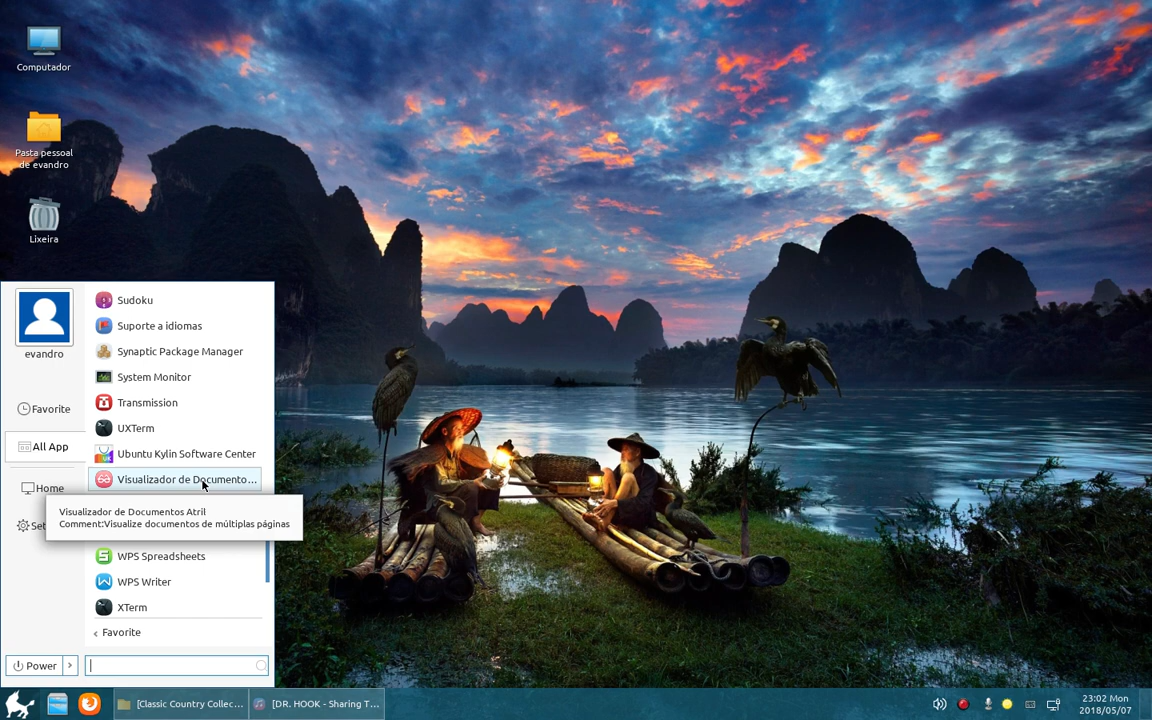 Computador
Pasta pessoal
de evandro
Lixeira
evandro
Favorite
All App
Home
Set
Sudoku
Suporte a idiomas
Synaptic Package Manager
System Monitor
Transmission
UXTerm
Ubuntu Kylin Software Center
Visualizador de Documento...
Visualizador de Documentos Atril
Comment:Visualize documentos de múltiplas páginas
WPS Spreadsheets
WPS Writer
XTerm
‹ Favorite
Power
[Classic Country Collec...
[DR. HOOK - Sharing T...
23:02 Mon
2018/05/07